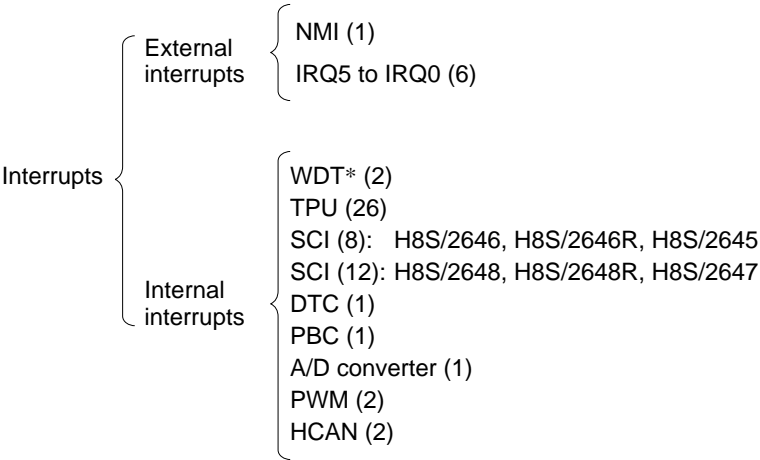 Interrupts
External
interrupts
NMI (1)
IRQ5 to IRQ0 (6)
Internal
interrupts
WDT* (2)
TPU (26)
SCI (8): H8S/2646, H8S/2646R, H8S/2645
SCI (12): H8S/2648, H8S/2648R, H8S/2647
DTC (1)
PBC (1)
A/D converter (1)
PWM (2)
HCAN (2)